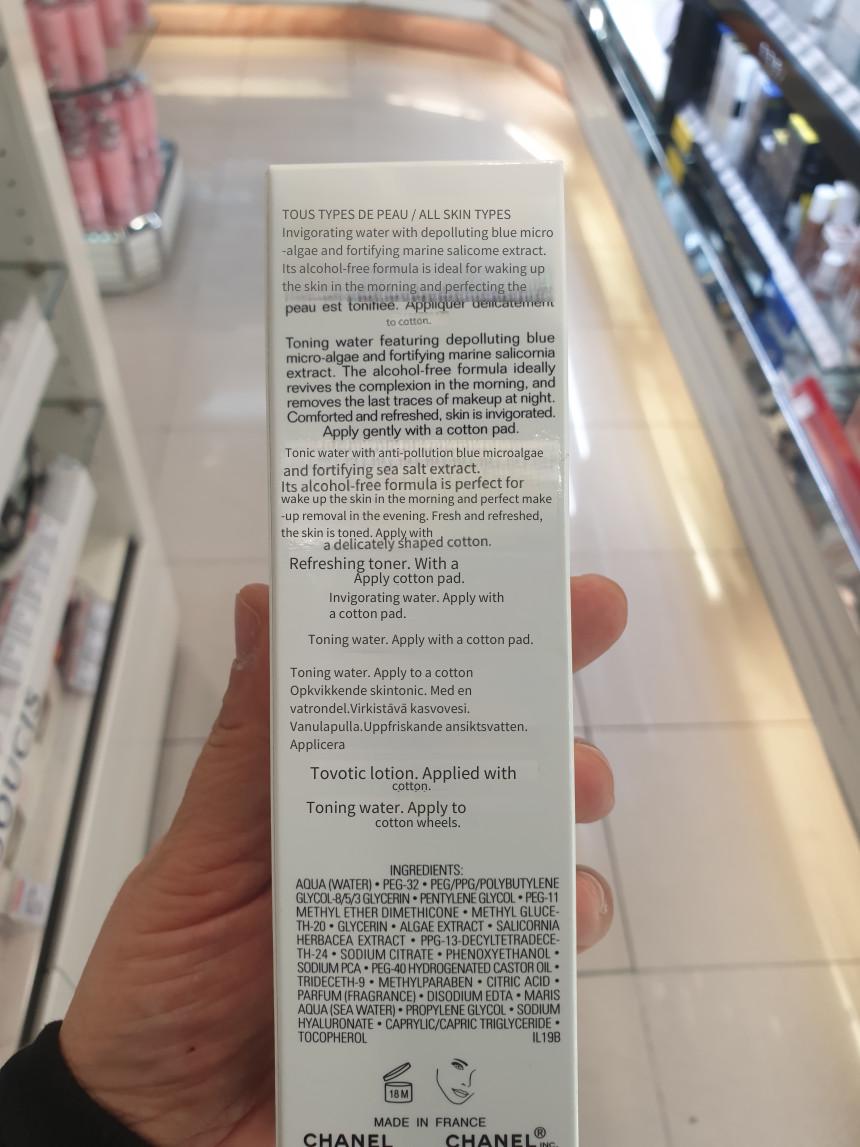 TOUS TYPES DE PEAU / ALL SKIN TYPES
Invigorating water with depolluting blue micro
-algae and fortifying marine salicome extract.
Its alcohol-free formula is ideal for waking up
the skin in the morning and perfecting the
peau est tonifiée. Appliquer délicatement
to cotton.
Toning water featuring depolluting blue
micro-algae and fortifying marine salicornia
extract. The alcohol-free formula ideally
revives the complexion in the morning, and
removes the last traces of makeup at night.
Comforted and refreshed, skin is invigorated.
Apply gently with a cotton pad.
Tonic water with anti-pollution blue microalgae
and fortifying sea salt extract.
Its alcohol-free formula is perfect for
wake up the skin in the morning and perfect make
-up removal in the evening. Fresh and refreshed,
the skin is toned. Apply with
a delicately shaped cotton.
Refreshing toner. With a
Apply cotton pad.
Invigorating water. Apply with
a cotton pad.
Toning water. Apply with a cotton pad.
Toning water. Apply to a cotton
Opkvikkende skintonic. Med en
vatrondel.Virkistävä kasvovesi.
Vanulapulla.Uppfriskande ansiktsvatten.
Applicera
Tovotic lotion. Applied with
cotton.
Toning water. Apply to
cotton wheels.
INGREDIENTS:
AQUA (WATER) • PEG-32 • PEG/PPG/POLYBUTYLENE
GLYCOL-8/5/3 GLYCERIN • PENTYLENE GLYCOL • PEG-11
METHYL ETHER DIMETHICONE • METHYL GLUCE-
TH-20 • GLYCERIN • ALGAE EXTRACT • SALICORNIA
HERBACEA EXTRACT • PPG-13-DECYLTETRADECE-
TH-24 • SODIUM CITRATE • PHENOXYETHANOL •
SODIUM PCA • PEG-40 HYDROGENATED CASTOR OIL •
TRIDECETH-9 • METHYLPARABEN • CITRIC ACID •
PARFUM (FRAGRANCE) • DISODIUM EDTA • MARIS
AQUA (SEA WATER) • PROPYLENE GLYCOL • SODIUM
HYALURONATE • CAPRYLIC/CAPRIC TRIGLYCERIDE •
TOCOPHEROL IL19B
18 M
MADE IN FRANCE
CHANEL CHANEL® INC.